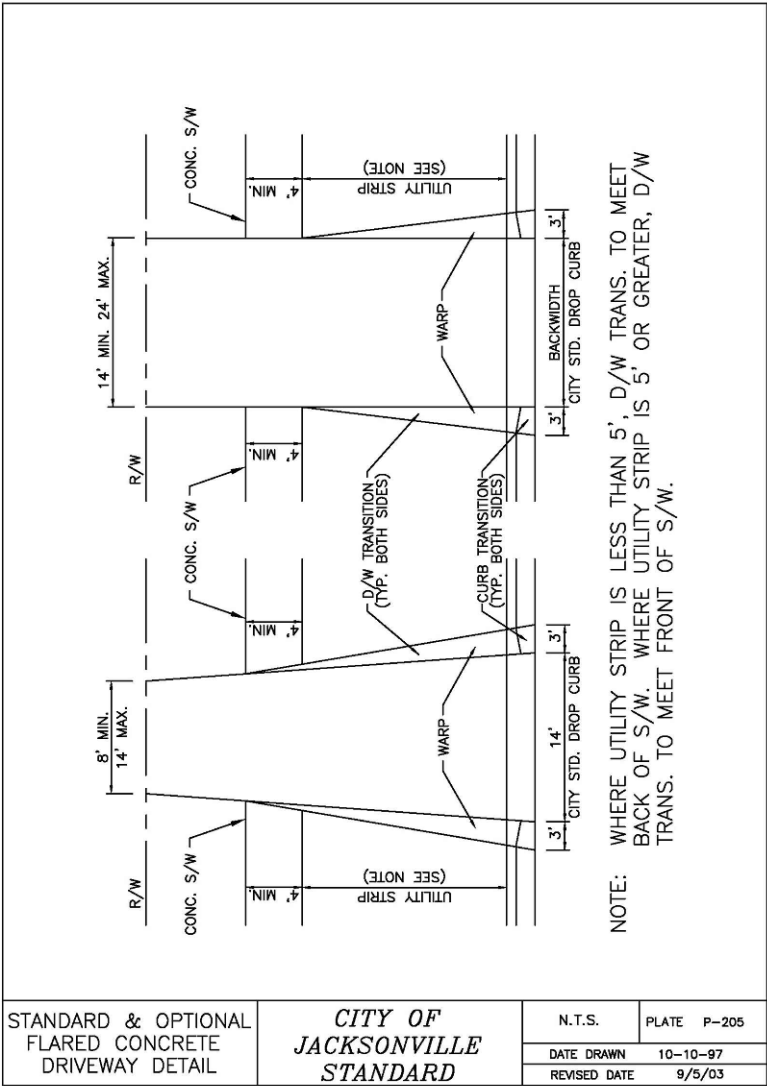 CONC. S/W
14' MIN. 24' MAX.
4' MIN.
UTILITY STRIP
(SEE NOTE)
R/W
CONC. S/W
4' MIN.
WARP
3'
BACKWIDTH
3'
CITY STD. DROP CURB
D/W TRANSITION
(TYP. BOTH SIDES)
CURB TRANSITION
(TYP. BOTH SIDES)
4' MIN.
8' MIN.
14' MAX.
WARP
3'
14'
3'
CITY STD. DROP CURB
R/W
CONC. S/W
4' MIN.
UTILITY STRIP
(SEE NOTE)
NOTE: WHERE UTILITY STRIP IS LESS THAN 5', D/W TRANS. TO MEET
BACK OF S/W. WHERE UTILITY STRIP IS 5' OR GREATER, D/W
TRANS. TO MEET FRONT OF S/W.
STANDARD & OPTIONAL
FLARED CONCRETE
DRIVEWAY DETAIL
CITY OF
JACKSONVILLE
STANDARD
N.T.S.
PLATE P-205
DATE DRAWN 10-10-97
REVISED DATE 9/5/03